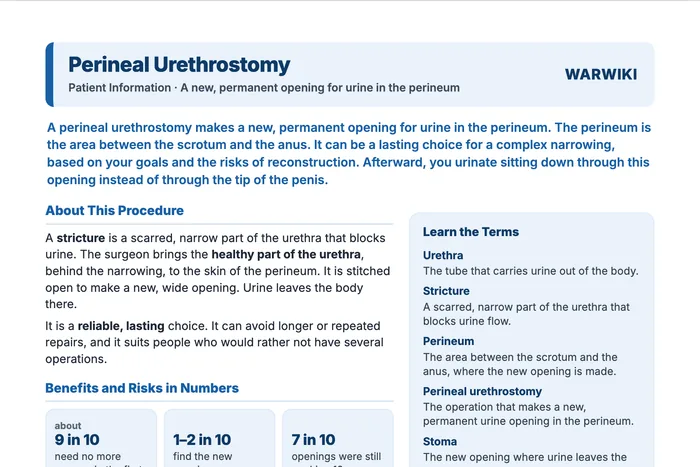 Perineal Urethrostomy
Patient Information · A new, permanent opening for urine in the perineum
WARWIKI
A perineal urethrostomy makes a new, permanent opening for urine in the perineum. The perineum is
the area between the scrotum and the anus. It can be a lasting choice for a complex narrowing,
based on your goals and the risks of reconstruction. Afterward, you urinate sitting down through this
opening instead of through the tip of the penis.
About This Procedure
A stricture is a scarred, narrow part of the urethra that blocks
urine. The surgeon brings the healthy part of the urethra,
behind the narrowing, to the skin of the perineum. It is stitched
open to make a new, wide opening. Urine leaves the body
there.
It is a reliable, lasting choice. It can avoid longer or repeated
repairs, and it suits people who would rather not have several
operations.
Benefits and Risks in Numbers
about
9 in 10
need no more
1–2 in 10
find the new
7 in 10
openings were still
Learn the Terms
Urethra
The tube that carries urine out of the body.
Stricture
A scarred, narrow part of the urethra that
blocks urine flow.
Perineum
The area between the scrotum and the
anus, where the new opening is made.
Perineal urethrostomy
The operation that makes a new,
permanent urine opening in the perineum.
Stoma
The new opening where urine leaves the